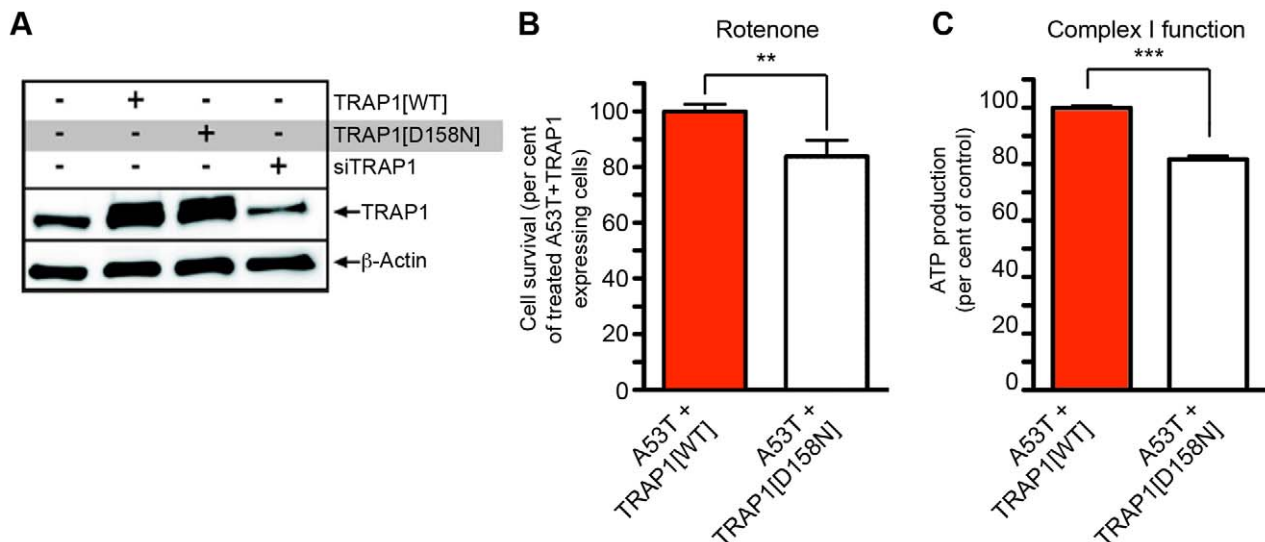 A
- + - - TRAP1[WT]
- - + - TRAP1[D158N]
- - - + siTRAP1
TRAP1
β-Actin
B
Rotenone
**
Cell survival (per cent
of treated A53T+TRAP1
expressing cells)
100
80
60
40
20
0
A53T +
TRAP1[WT]
A53T +
TRAP1[D158N]
C
Complex I function
***
ATP production
(per cent of control)
100
80
60
40
20
0
A53T +
TRAP1[WT]
A53T +
TRAP1[D158N]